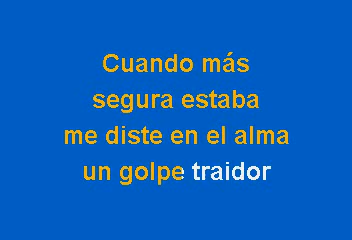 Cuando más
segura estaba
me diste en el alma
un golpe traidor